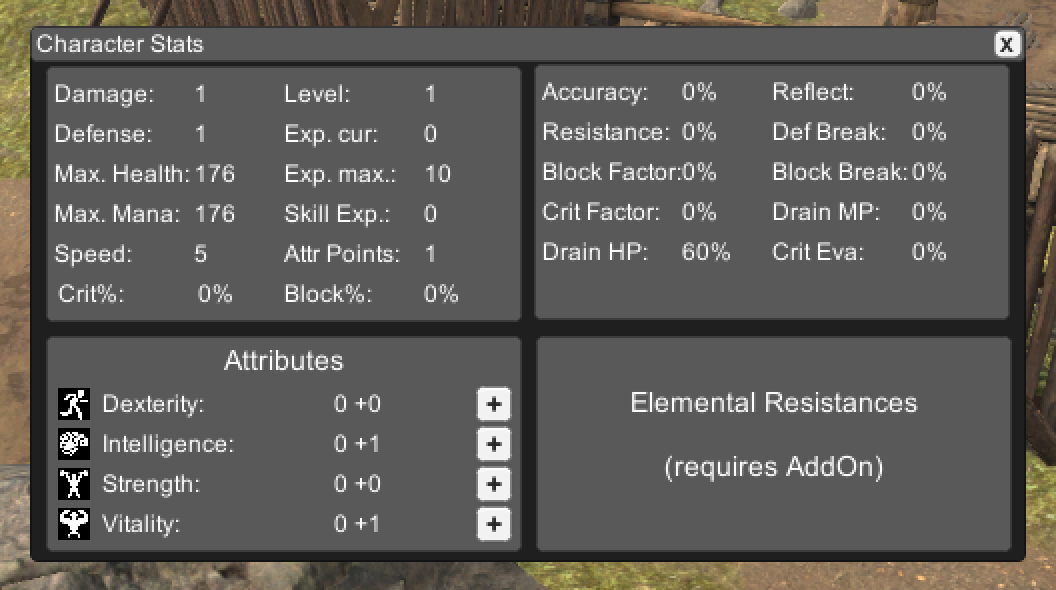 Character Stats
X
Damage: 1 Level: 1
Defense: 1 Exp. cur: 0
Max. Health: 176 Exp. max.: 10
Max. Mana: 176 Skill Exp.: 0
Speed: 5 Attr Points: 1
Crit%: 0% Block%: 0%
Accuracy: 0% Reflect: 0%
Resistance: 0% Def Break: 0%
Block Factor:0% Block Break: 0%
Crit Factor: 0% Drain MP: 0%
Drain HP: 60% Crit Eva: 0%
Attributes
Dexterity: 0 +0 +
Intelligence: 0 +1 +
Strength: 0 +0 +
Vitality: 0 +1 +
Elemental Resistances
(requires AddOn)